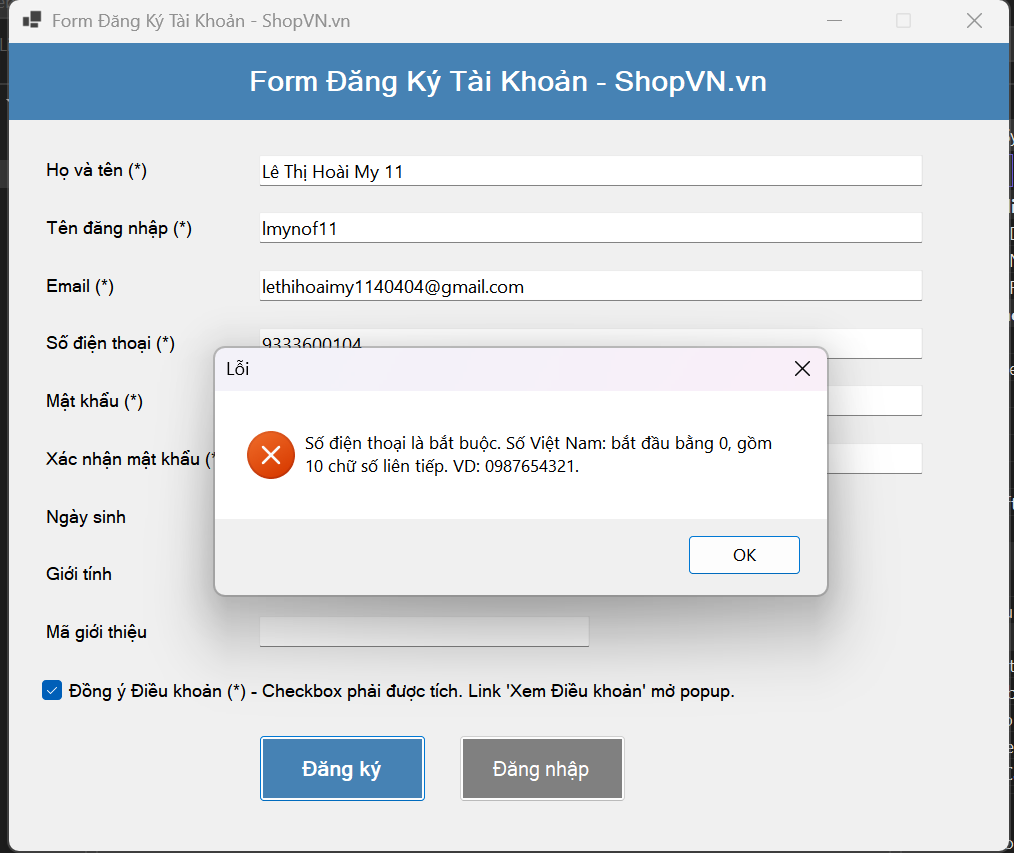 Form Đăng Ký Tài Khoản - ShopVN.vn
Form Đăng Ký Tài Khoản - ShopVN.vn
Họ và tên (*)
Lê Thị Hoài My 11
Tên đăng nhập (*)
lmynof11
Email (*)
lethihoaimy1140404@gmail.com
Số điện thoại (*)
9333600104
Lỗi
Mật khẩu (*)
Số điện thoại là bắt buộc. Số Việt Nam: bắt đầu bằng 0, gồm
10 chữ số liên tiếp. VD: 0987654321.
Xác nhận mật khẩu (*
Ngày sinh
OK
Giới tính
Mã giới thiệu
Đồng ý Điều khoản (*) - Checkbox phải được tích. Link 'Xem Điều khoản' mở popup.
Đăng ký
Đăng nhập